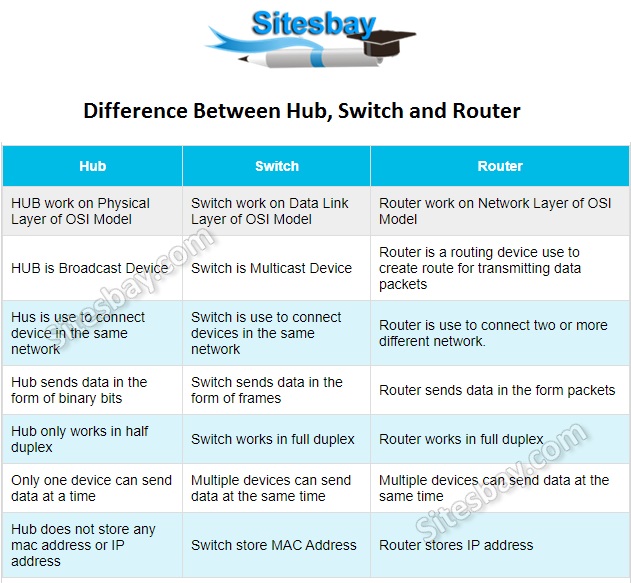 Sitesbay
Difference Between Hub, Switch and Router
Hub
Switch
Router
HUB work on Physical
Layer of OSI Model
Switch work on Data Link
Layer of OSI Model
Router work on Network Layer of OSI
Model
HUB is Broadcast Device
Switch is Multicast Device
Router is a routing device use to
create route for transmitting data
packets
Hus is use to connect
device in the same
network
Switch is use to connect
devices in the same
network
Router is use to connect two or more
different network.
Hub sends data in the
form of binary bits
Switch sends data in the
form of frames
Router sends data in the form packets
Hub only works in half
duplex
Switch works in full duplex
Router works in full duplex
Only one device can send
data at a time
Multiple devices can send
data at the same time
Multiple devices can send data at the
same time
Hub does not store any
mac address or IP
address
Switch store MAC Address
Router stores IP address
Sitesbay.com
Sitesbay.com